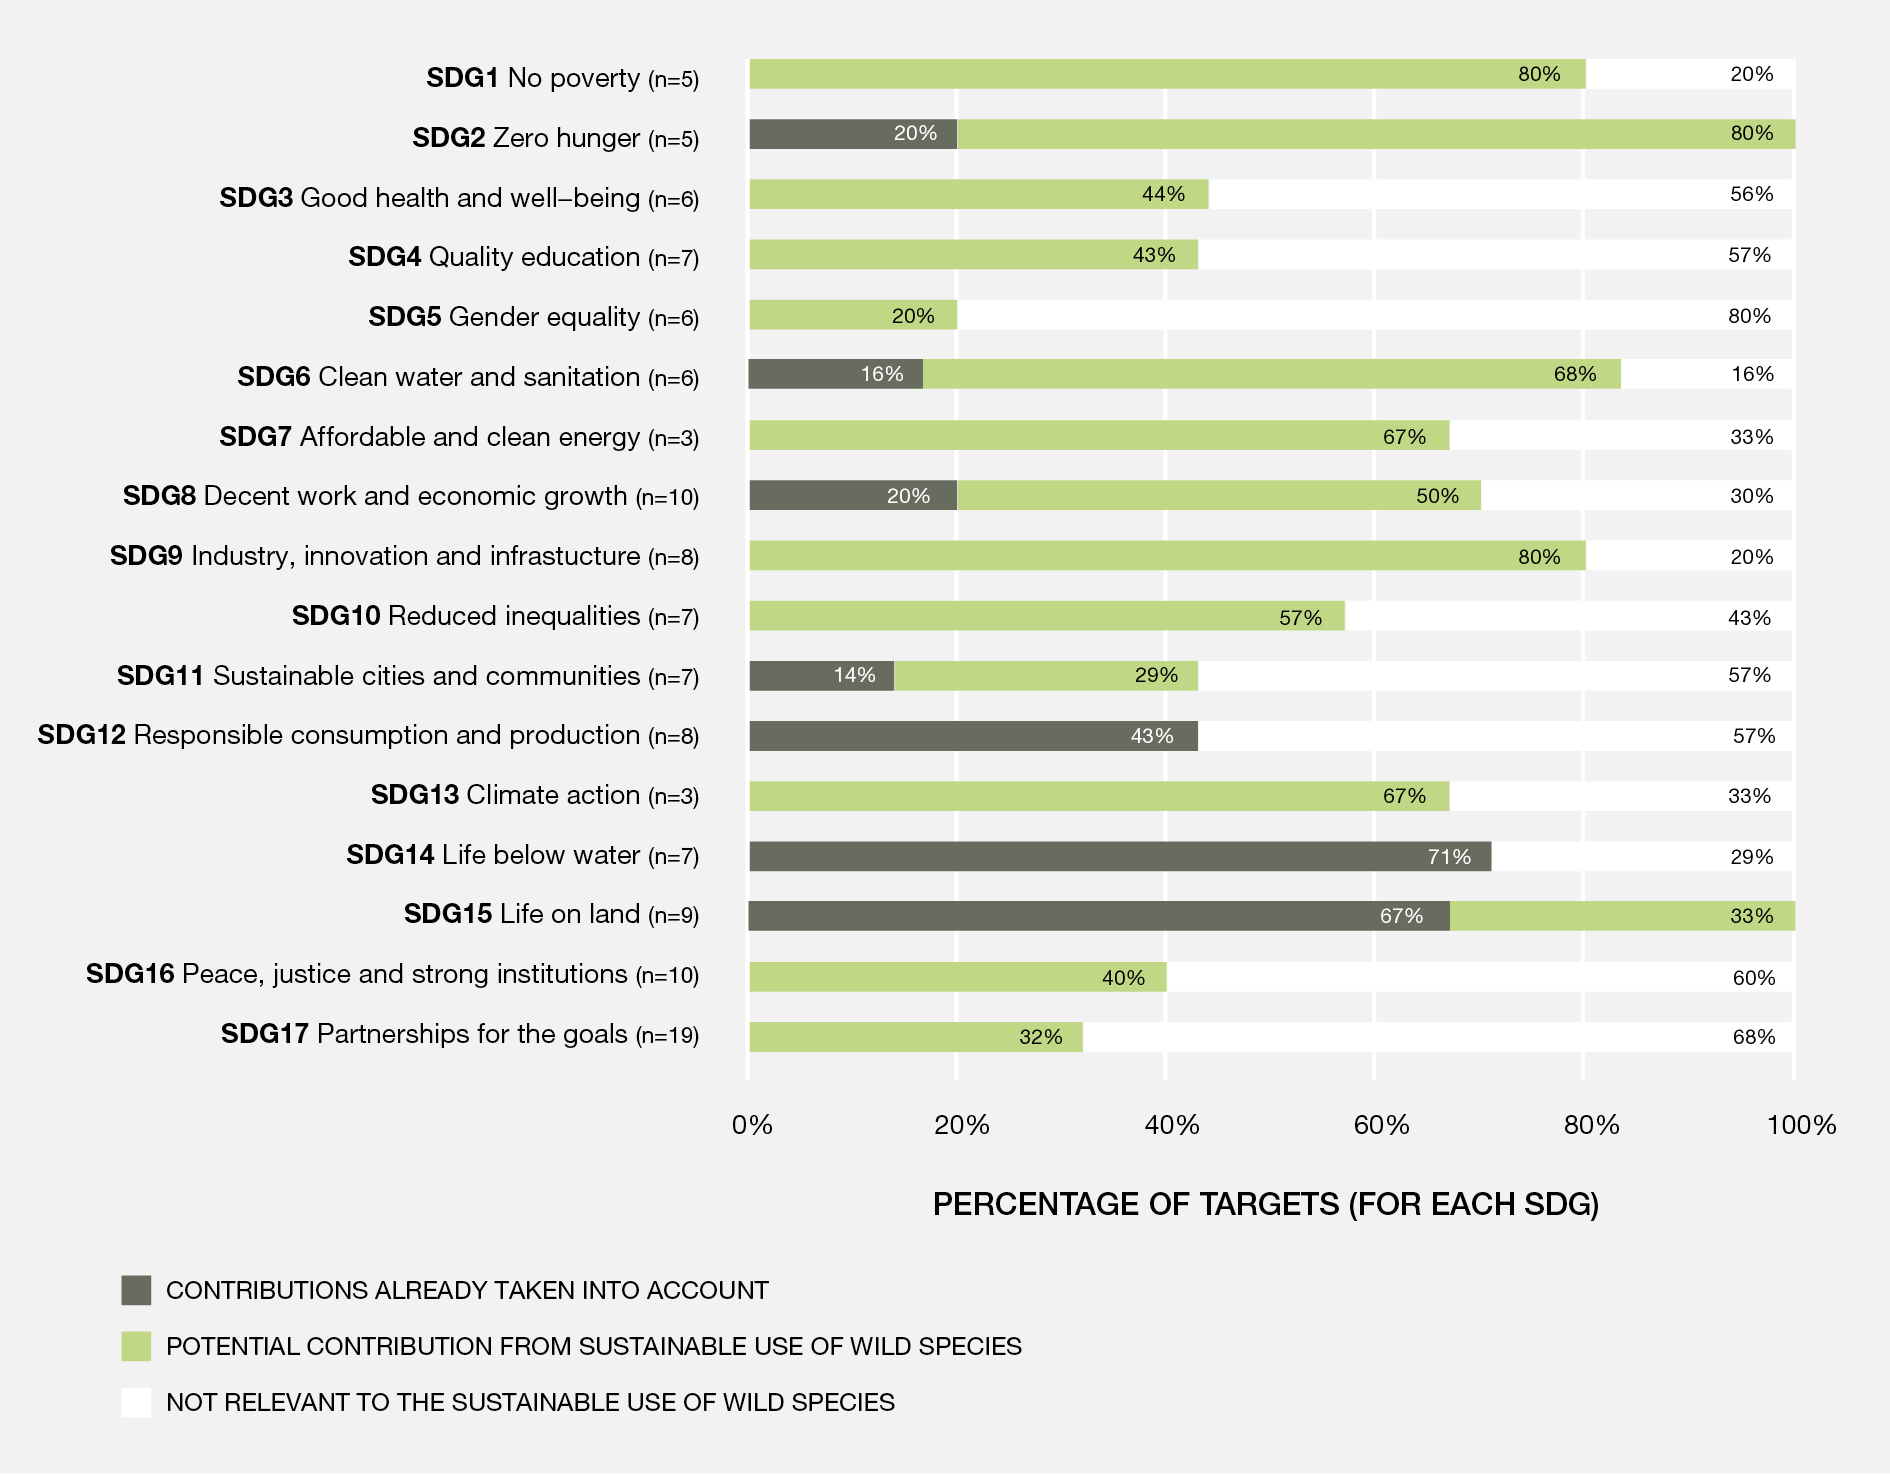 SDG1 No poverty (n=5) 80% 20%
SDG2 Zero hunger (n=5) 20% 80%
SDG3 Good health and well–being (n=6) 44% 56%
SDG4 Quality education (n=7) 43% 57%
SDG5 Gender equality (n=6) 20% 80%
SDG6 Clean water and sanitation (n=6) 16% 68% 16%
SDG7 Affordable and clean energy (n=3) 67% 33%
SDG8 Decent work and economic growth (n=10) 20% 50% 30%
SDG9 Industry, innovation and infrastucture (n=8) 80% 20%
SDG10 Reduced inequalities (n=7) 57% 43%
SDG11 Sustainable cities and communities (n=7) 14% 29% 57%
SDG12 Responsible consumption and production (n=8) 43% 57%
SDG13 Climate action (n=3) 67% 33%
SDG14 Life below water (n=7) 71% 29%
SDG15 Life on land (n=9) 67% 33%
SDG16 Peace, justice and strong institutions (n=10) 40% 60%
SDG17 Partnerships for the goals (n=19) 32% 68%
0% 20% 40% 60% 80% 100%
PERCENTAGE OF TARGETS (FOR EACH SDG)
CONTRIBUTIONS ALREADY TAKEN INTO ACCOUNT
POTENTIAL CONTRIBUTION FROM SUSTAINABLE USE OF WILD SPECIES
NOT RELEVANT TO THE SUSTAINABLE USE OF WILD SPECIES